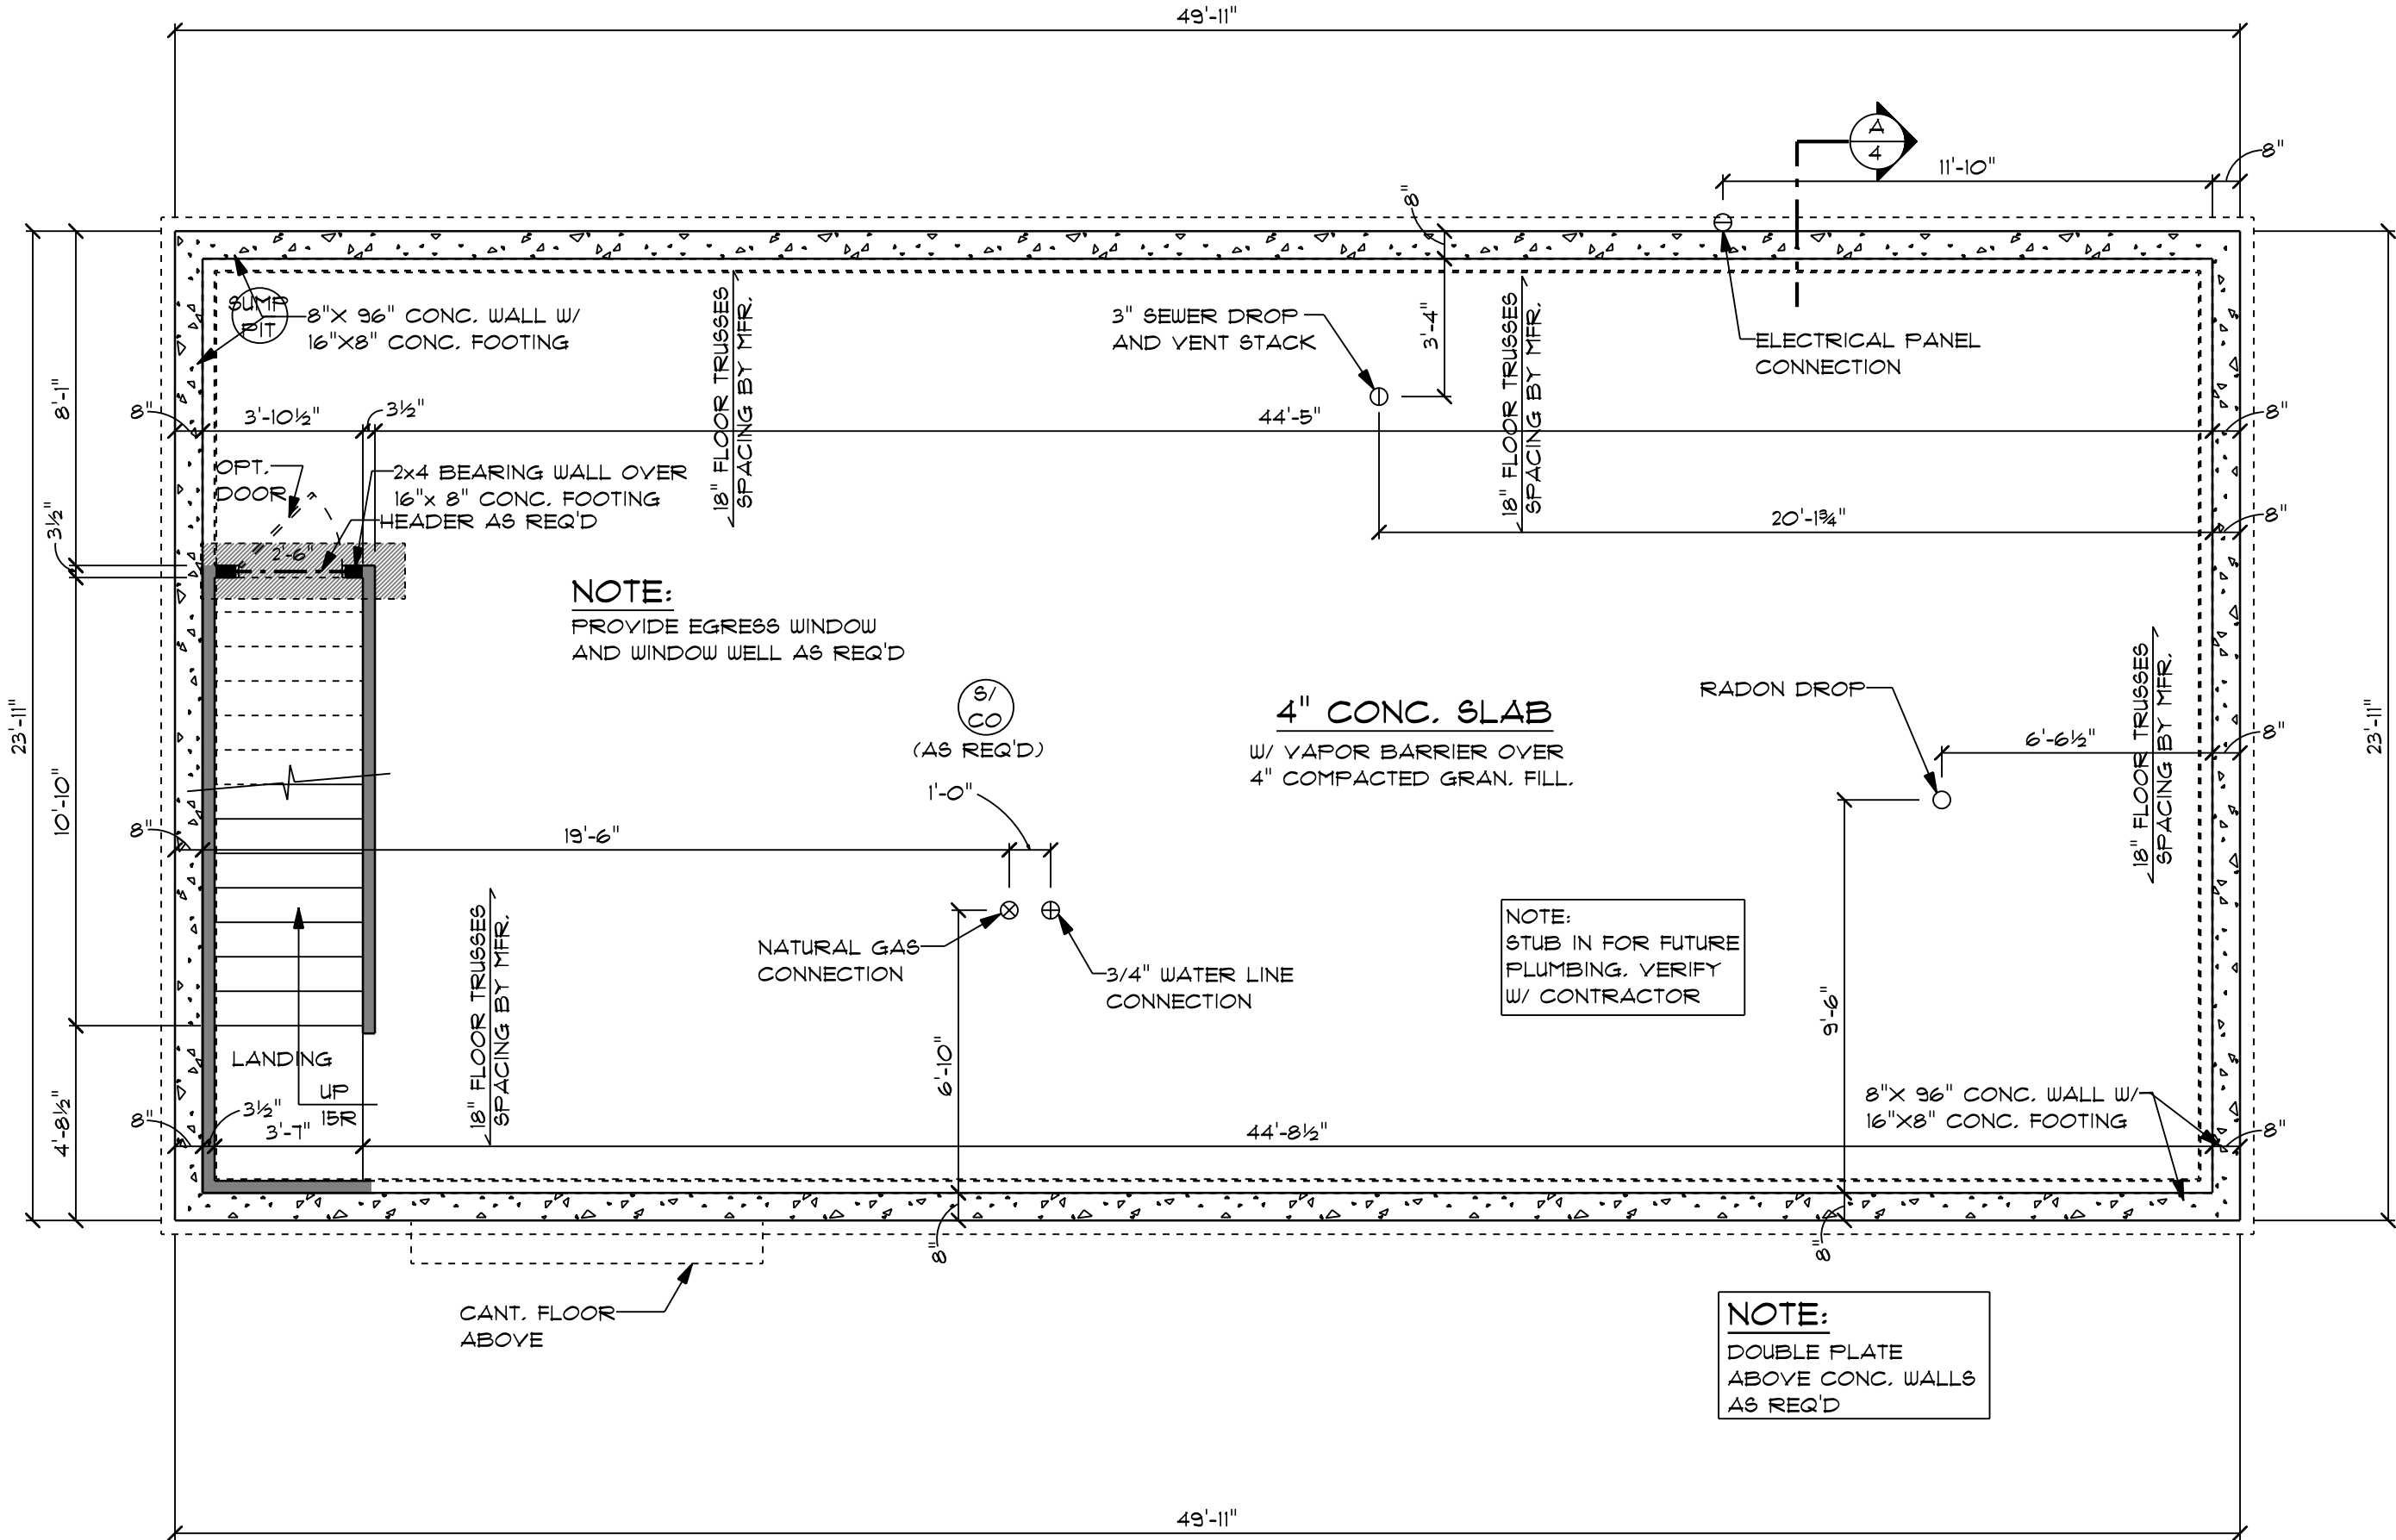 49'-11"
A
4
11'-10"
8"
8"
SUMP
PIT
8"X 96" CONC. WALL W/
16"X8" CONC. FOOTING
18" FLOOR TRUSSES
SPACING BY MFR.
3" SEWER DROP
AND VENT STACK
3'-4"
18" FLOOR TRUSSES
SPACING BY MFR.
ELECTRICAL PANEL
CONNECTION
8'-1"
8"
3'-10½"
3½"
44'-5"
8"
OPT.
DOOR
2x4 BEARING WALL OVER
16"x 8" CONC. FOOTING
HEADER AS REQ'D
3½"
2'-6"
20'-1¾"
8"
NOTE:
PROVIDE EGRESS WINDOW
AND WINDOW WELL AS REQ'D
S/
CO
(AS REQ'D)
4" CONC. SLAB
W/ VAPOR BARRIER OVER
4" COMPACTED GRAN. FILL.
RADON DROP
18" FLOOR TRUSSES
SPACING BY MFR.
6'-6½"
8"
23'-11"
23'-11"
10'-10"
1'-0"
8"
19'-6"
18" FLOOR TRUSSES
SPACING BY MFR.
NATURAL GAS
CONNECTION
3/4" WATER LINE
CONNECTION
NOTE:
STUB IN FOR FUTURE
PLUMBING. VERIFY
W/ CONTRACTOR
9'-6"
6'-10"
LANDING
UP
15R
4'-8½"
8"
3½"
3'-7"
44'-8½"
8"X 96" CONC. WALL W/
16"X8" CONC. FOOTING
8"
8"
8"
CANT. FLOOR
ABOVE
NOTE:
DOUBLE PLATE
ABOVE CONC. WALLS
AS REQ'D
49'-11"